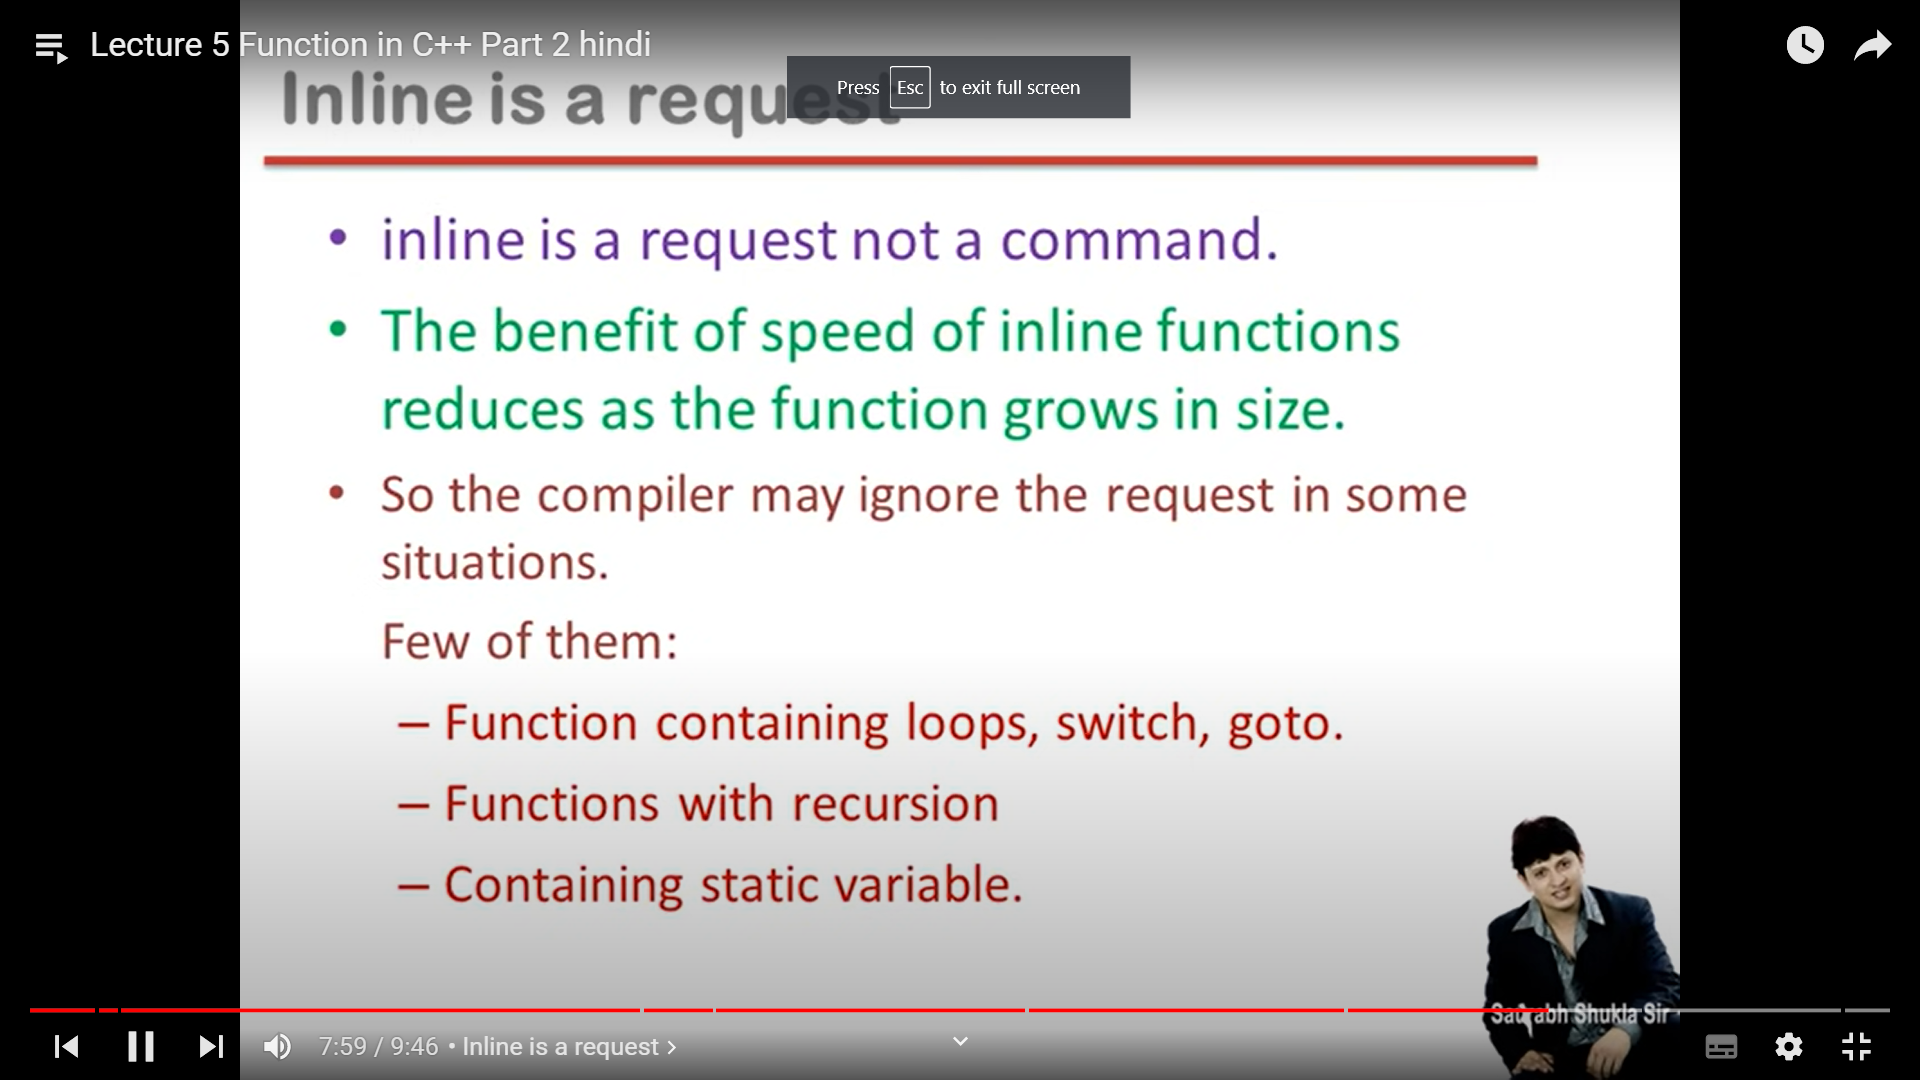 Lecture 5 Function in C++ Part 2 hindi
Press Esc to exit full screen
Inline is a request
• inline is a request not a command.
• The benefit of speed of inline functions
reduces as the function grows in size.
• So the compiler may ignore the request in some
situations.
Few of them:
– Function containing loops, switch, goto.
– Functions with recursion
– Containing static variable.
Saurabh Shukla Sir
7:59 / 9:46 • Inline is a request >